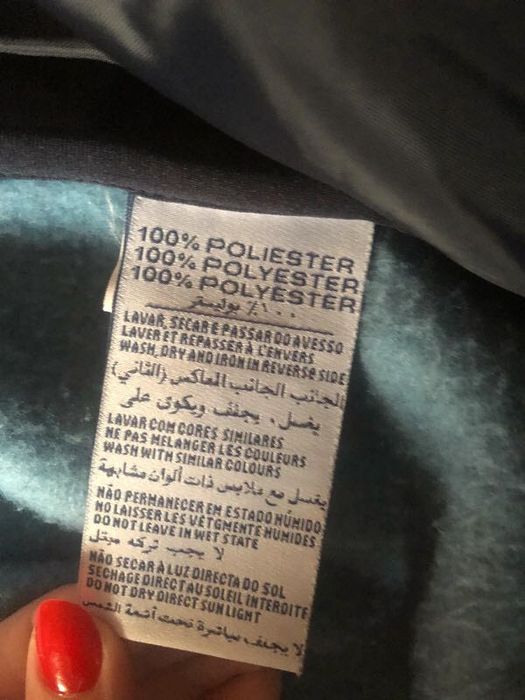 100% POLIESTER
100% POLYESTER
100% POLYESTER
١٠٠٪ بوليستر
LAVAR, SECAR E PASSAR DO AVESSO
LAVER ET REPASSER À L'ENVERS
WASH, DRY AND IRON IN REVERSE SIDE
الجانب الجانب المعاكس (الثاني)
يغسل، يجفف ويكوى على
LAVAR COM CORES SIMILARES
NE PAS MELANGER LES COULEURS
WASH WITH SIMILAR COLOURS
يغسل مع ملابس ذات ألوان مشابهة
NÃO PERMANECER EM ESTADO HÚMIDO
NO LAISSER LES VETGMENTE HUMIDES
DO NOT LEAVE IN WET STATE
لا يجب تركه مبتل
NÃO SECAR À LUZ DIRECTA DO SOL
SECHAGE DIRECT AU SOLEIL INTERDITE
DO NOT DRY DIRECT SUN LIGHT
لا يجفف مباشرة تحت أشعة الشمس